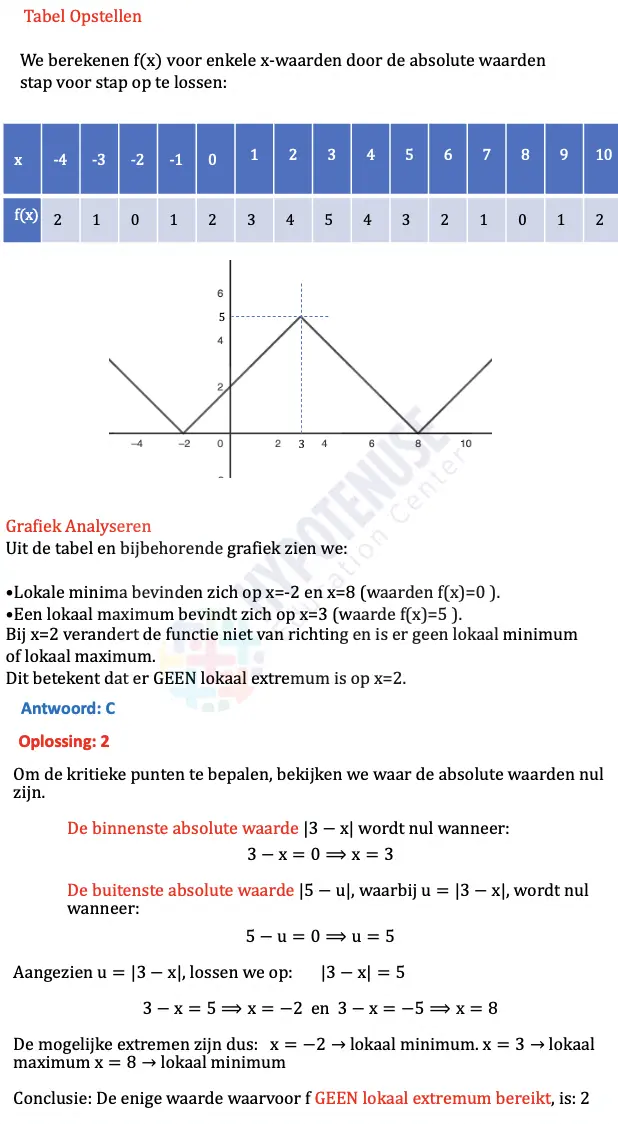 Tabel Opstellen
We berekenen f(x) voor enkele x-waarden door de absolute waarden
stap voor stap op te lossen:
x -4 -3 -2 -1 0 1 2 3 4 5 6 7 8 9 10
f(x) 2 1 0 1 2 3 4 5 4 3 2 1 0 1 2
6
5
4
2
−4 −2 0 2 3 4 6 8 10
HYPOTENUSE
Education Center
Grafiek Analyseren
Uit de tabel en bijbehorende grafiek zien we:
•Lokale minima bevinden zich op x=-2 en x=8 (waarden f(x)=0 ).
•Een lokaal maximum bevindt zich op x=3 (waarde f(x)=5 ).
Bij x=2 verandert de functie niet van richting en is er geen lokaal minimum
of lokaal maximum.
Dit betekent dat er GEEN lokaal extremum is op x=2.
Antwoord: C
Oplossing: 2
Om de kritieke punten te bepalen, bekijken we waar de absolute waarden nul
zijn.
De binnenste absolute waarde |3 − x| wordt nul wanneer:
3 − x = 0 ⟹ x = 3
De buitenste absolute waarde |5 − u|, waarbij u = |3 − x|, wordt nul
wanneer:
5 − u = 0 ⟹ u = 5
Aangezien u = |3 − x|, lossen we op: |3 − x| = 5
3 − x = 5 ⟹ x = −2 en 3 − x = −5 ⟹ x = 8
De mogelijke extremen zijn dus: x = −2 → lokaal minimum. x = 3 → lokaal
maximum x = 8 → lokaal minimum
Conclusie: De enige waarde waarvoor f GEEN lokaal extremum bereikt, is: 2